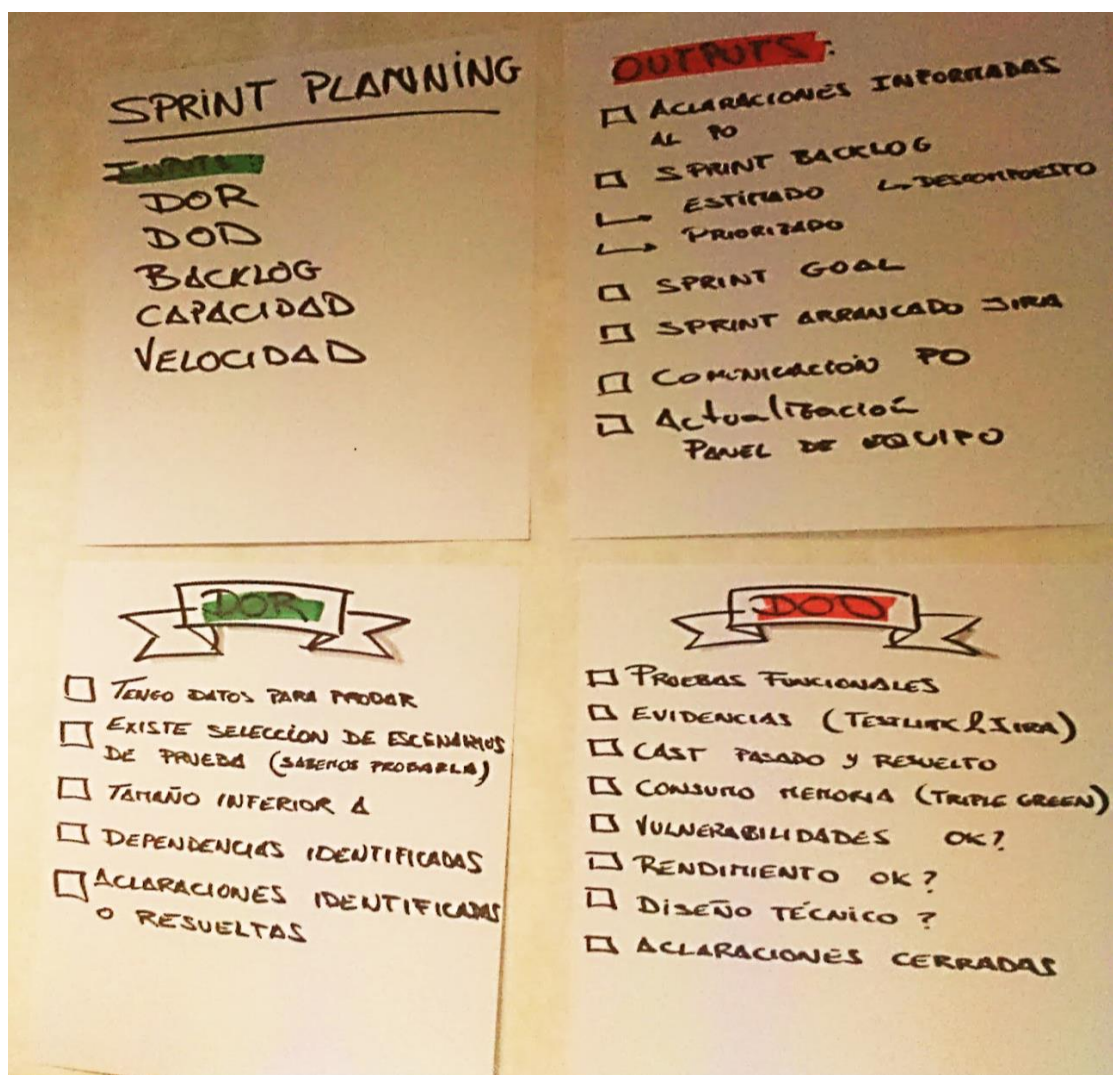 SPRINT PLANNING
INPUTS:
DOR
DOD
BACKLOG
CAPACIDAD
VELOCIDAD
OUTPUTS:
ACLARACIONES INFORMADAS
AL PO
SPRINT BACKLOG
ESTIMADO ↳ DESCOMPUESTO
PRIORIZADO
SPRINT GOAL
SPRINT ARRANCADO JIRA
COMUNICACIÓN PO
Actualización
PANEL DE EQUIPO
DOR
TENGO DATOS PARA PROBAR
EXISTE SELECCIÓN DE ESCENARIOS
DE PRUEBA (SABEMOS PROBARLA)
TAMAÑO INFERIOR A
DEPENDENCIAS IDENTIFICADAS
ACLARACIONES IDENTIFICADAS
O RESUELTAS
DOD
PRUEBAS FUNCIONALES
EVIDENCIAS (TESTLINK & JIRA)
CAST PASADO Y RESUELTO
CONSUMO MEMORIA (TRIPLE GREEN)
VULNERABILIDADES OK?
RENDIMIENTO OK?
DISEÑO TÉCNICO ?
ACLARACIONES CERRADAS